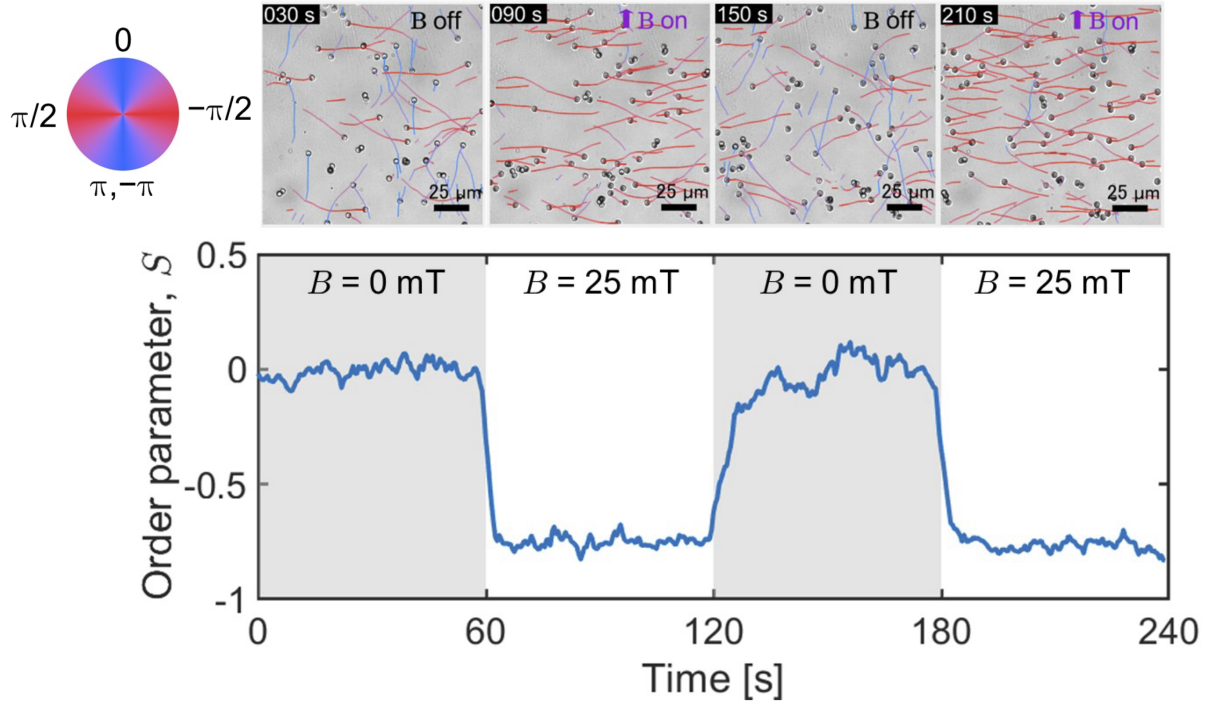 0
π/2
−π/2
π,−π
030 s
B off
25 µm
090 s
B on
25 µm
150 s
B off
25 µm
210 s
B on
25 µm
Order parameter, S
0.5
0
-0.5
-1
B = 0 mT
B = 25 mT
B = 0 mT
B = 25 mT
0
60
120
180
240
Time [s]